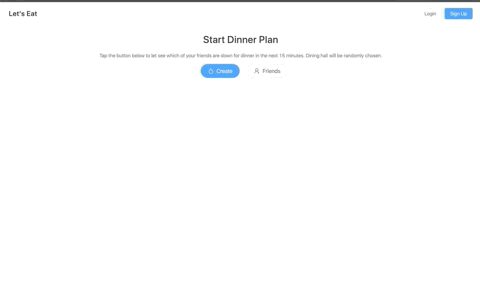 Let's Eat
Login
Sign Up
Start Dinner Plan
Tap the button below to let see which of your friends are down for dinner in the next 15 minutes. Dining hall will be randomly chosen.
Create
Friends